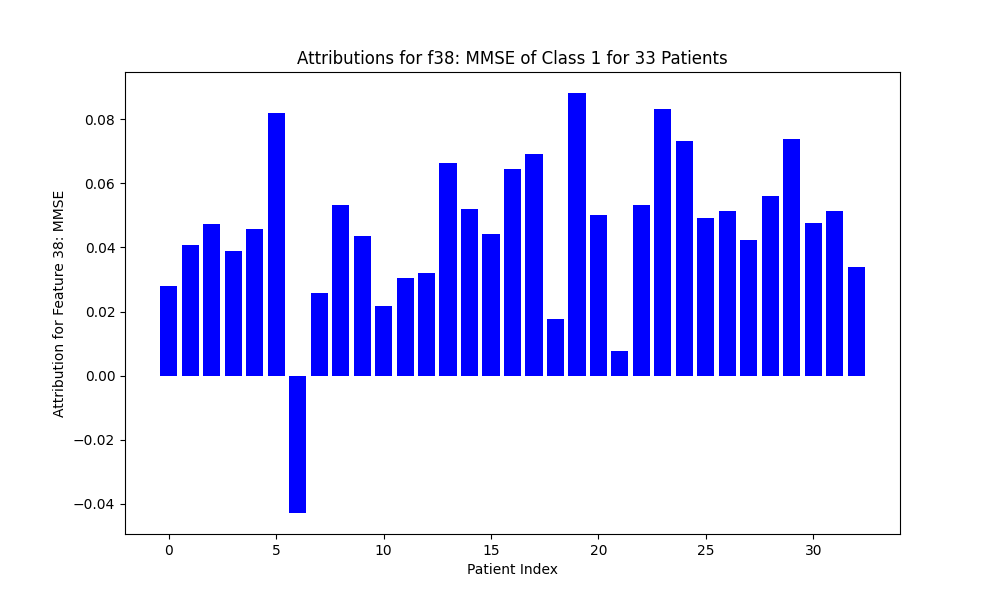 Attributions for f38: MMSE of Class 1 for 33 Patients
Attribution for Feature 38: MMSE
0.08
0.06
0.04
0.02
0.00
−0.02
−0.04
0 5 10 15 20 25 30
Patient Index